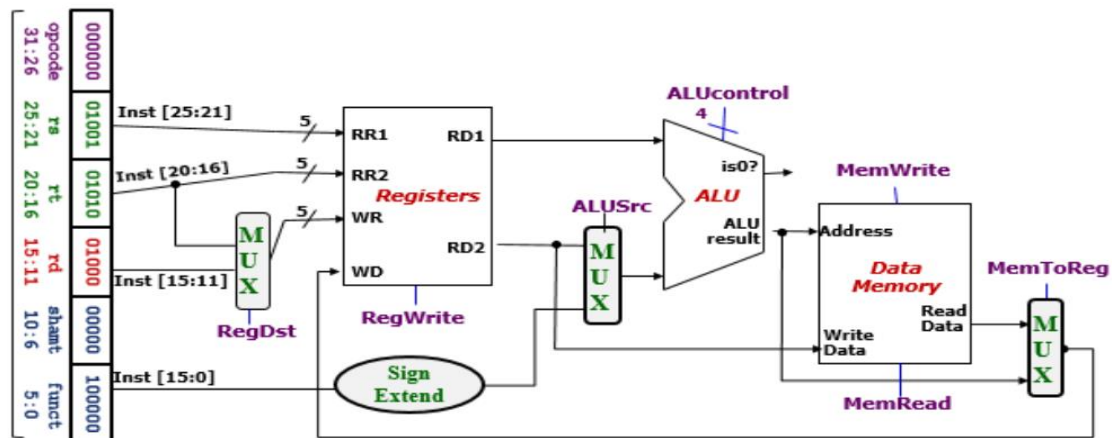 opcode
31:26
000000
rs
25:21
01001
Inst [25:21]
rt
20:16
01010
Inst [20:16]
rd
15:11
01000
Inst [15:11]
shamt
10:6
00000
funct
5:0
100000
Inst [15:0]
5
5
5
MUX
RegDst
RR1
RR2
WR
WD
RD1
RD2
Registers
RegWrite
Sign
Extend
ALUSrc
MUX
ALUcontrol
4
is0?
ALU
ALU
result
MemWrite
Address
Data
Memory
Read
Data
Write
Data
MemRead
MemToReg
MUX